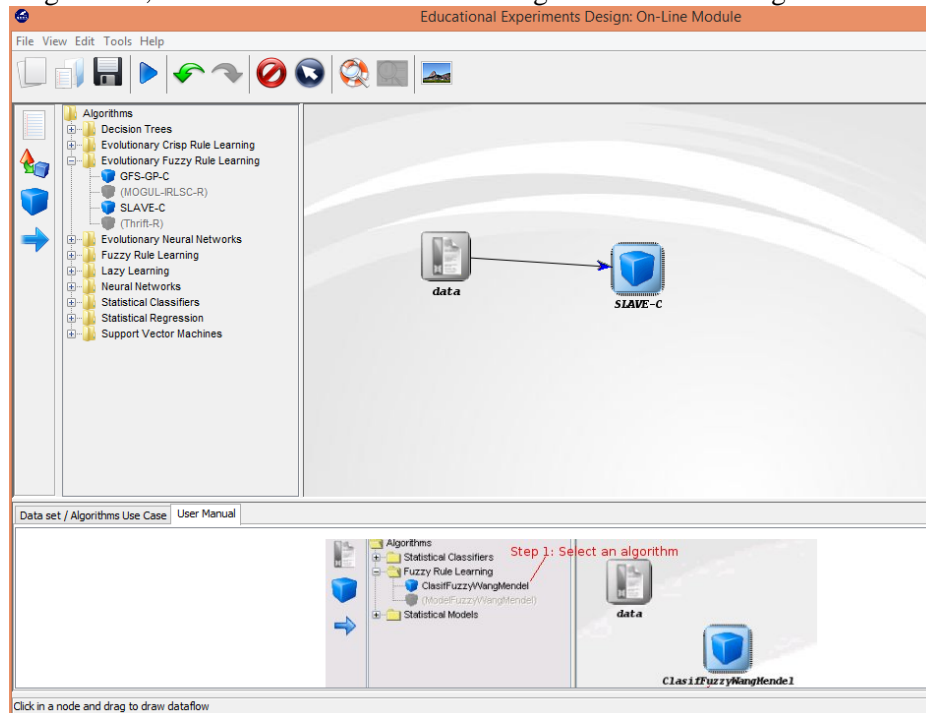 Educational Experiments Design: On-Line Module
File View Edit Tools Help
Algorithms
Decision Trees
Evolutionary Crisp Rule Learning
Evolutionary Fuzzy Rule Learning
GFS-GP-C
(MOGUL-IRLSC-R)
SLAVE-C
(Thrift-R)
Evolutionary Neural Networks
Fuzzy Rule Learning
Lazy Learning
Neural Networks
Statistical Classifiers
Statistical Regression
Support Vector Machines
data
SLAVE-C
Data set / Algorithms Use Case User Manual
Algorithms
Statistical Classifiers
Fuzzy Rule Learning
ClasifFuzzyWangMendel
(ModelFuzzyWangMendel)
Statistical Models
Step 1: Select an algorithm
data
ClasifFuzzyWangMendel
Click in a node and drag to draw dataflow